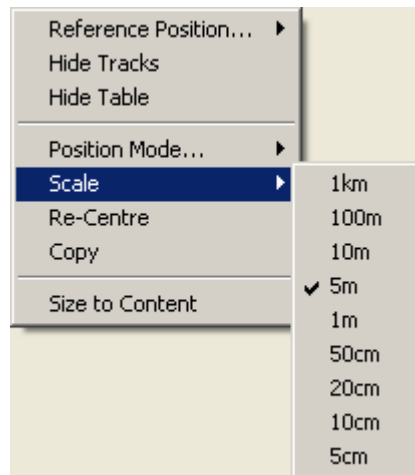 Reference Position...
Hide Tracks
Hide Table
Position Mode...
Scale
Re-Centre
Copy
Size to Content
1km
100m
10m
5m
1m
50cm
20cm
10cm
5cm